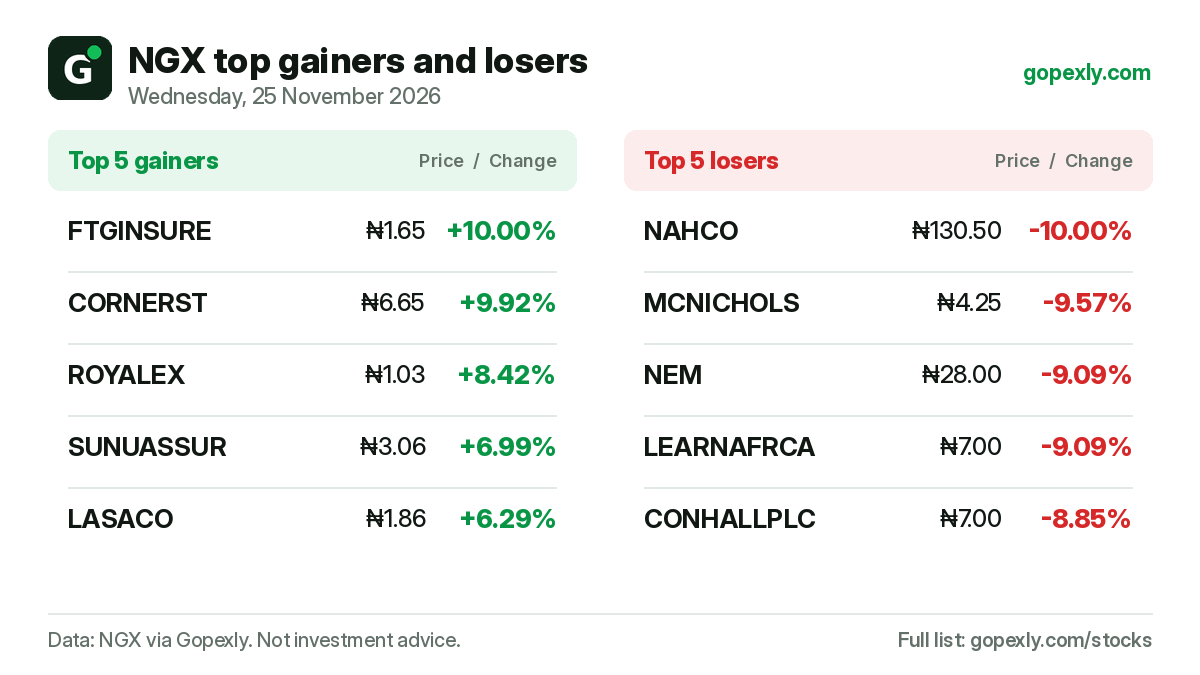 G
NGX top gainers and losers
Wednesday, 25 November 2026
gopexly.com
Top 5 gainers Price / Change
FTGINSURE ₦1.65 +10.00%
CORNERST ₦6.65 +9.92%
ROYALEX ₦1.03 +8.42%
SUNUASSUR ₦3.06 +6.99%
LASACO ₦1.86 +6.29%
Top 5 losers Price / Change
NAHCO ₦130.50 -10.00%
MCNICHOLS ₦4.25 -9.57%
NEM ₦28.00 -9.09%
LEARNAFRCA ₦7.00 -9.09%
CONHALLPLC ₦7.00 -8.85%
Data: NGX via Gopexly. Not investment advice.
Full list: gopexly.com/stocks